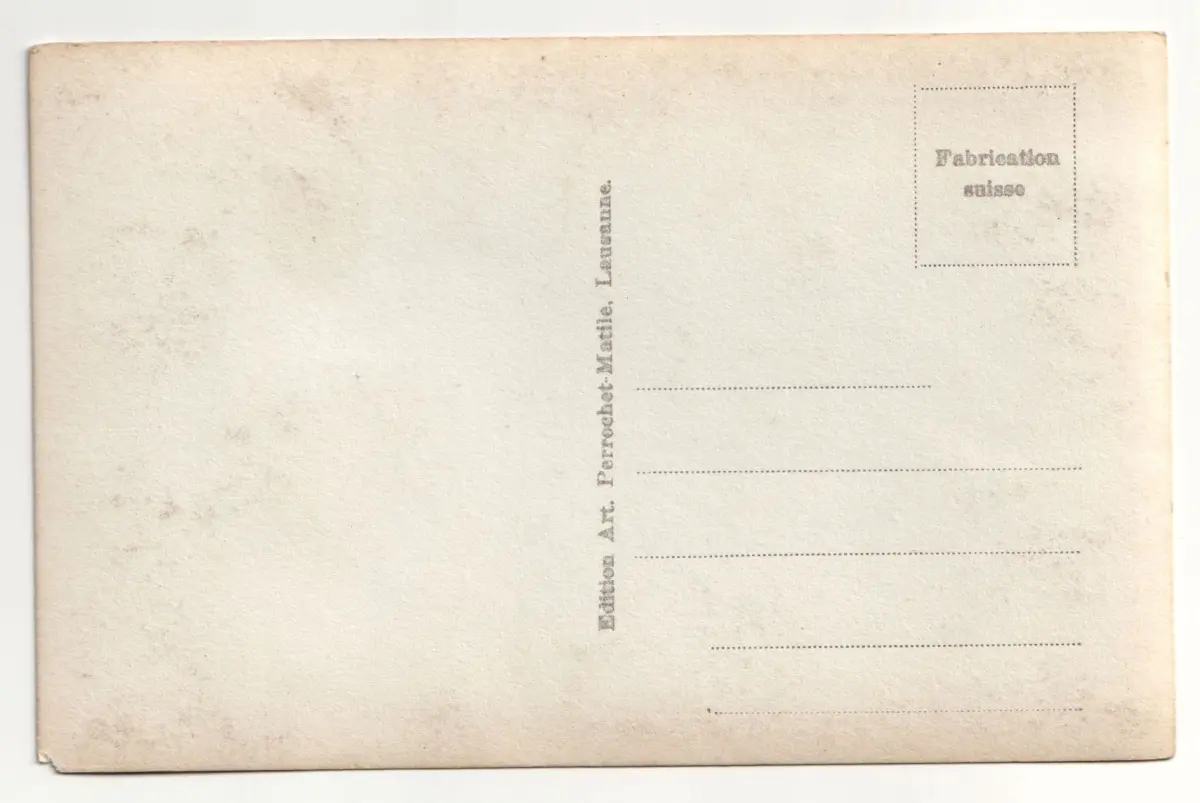 Edition Art. Perrochet-Matile, Lausanne.
Fabrication
suisse